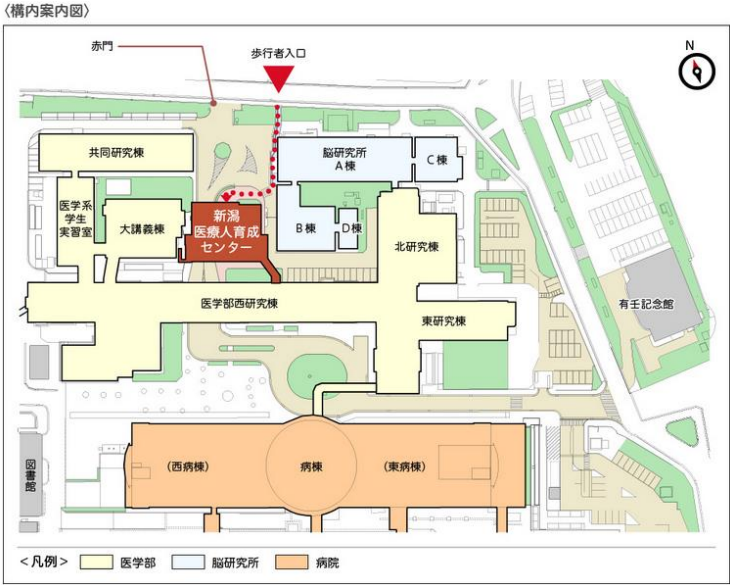 〈構内案内図〉
赤門
歩行者入口
N
共同研究棟
脳研究所
A棟
C棟
医学系
学生
実習室
大講義棟
新潟
医療人育成
センター
B棟
D棟
北研究棟
医学部西研究棟
東研究棟
有壬記念館
図書館
(西病棟)
病棟
(東病棟)
<凡例>
医学部
脳研究所
病院